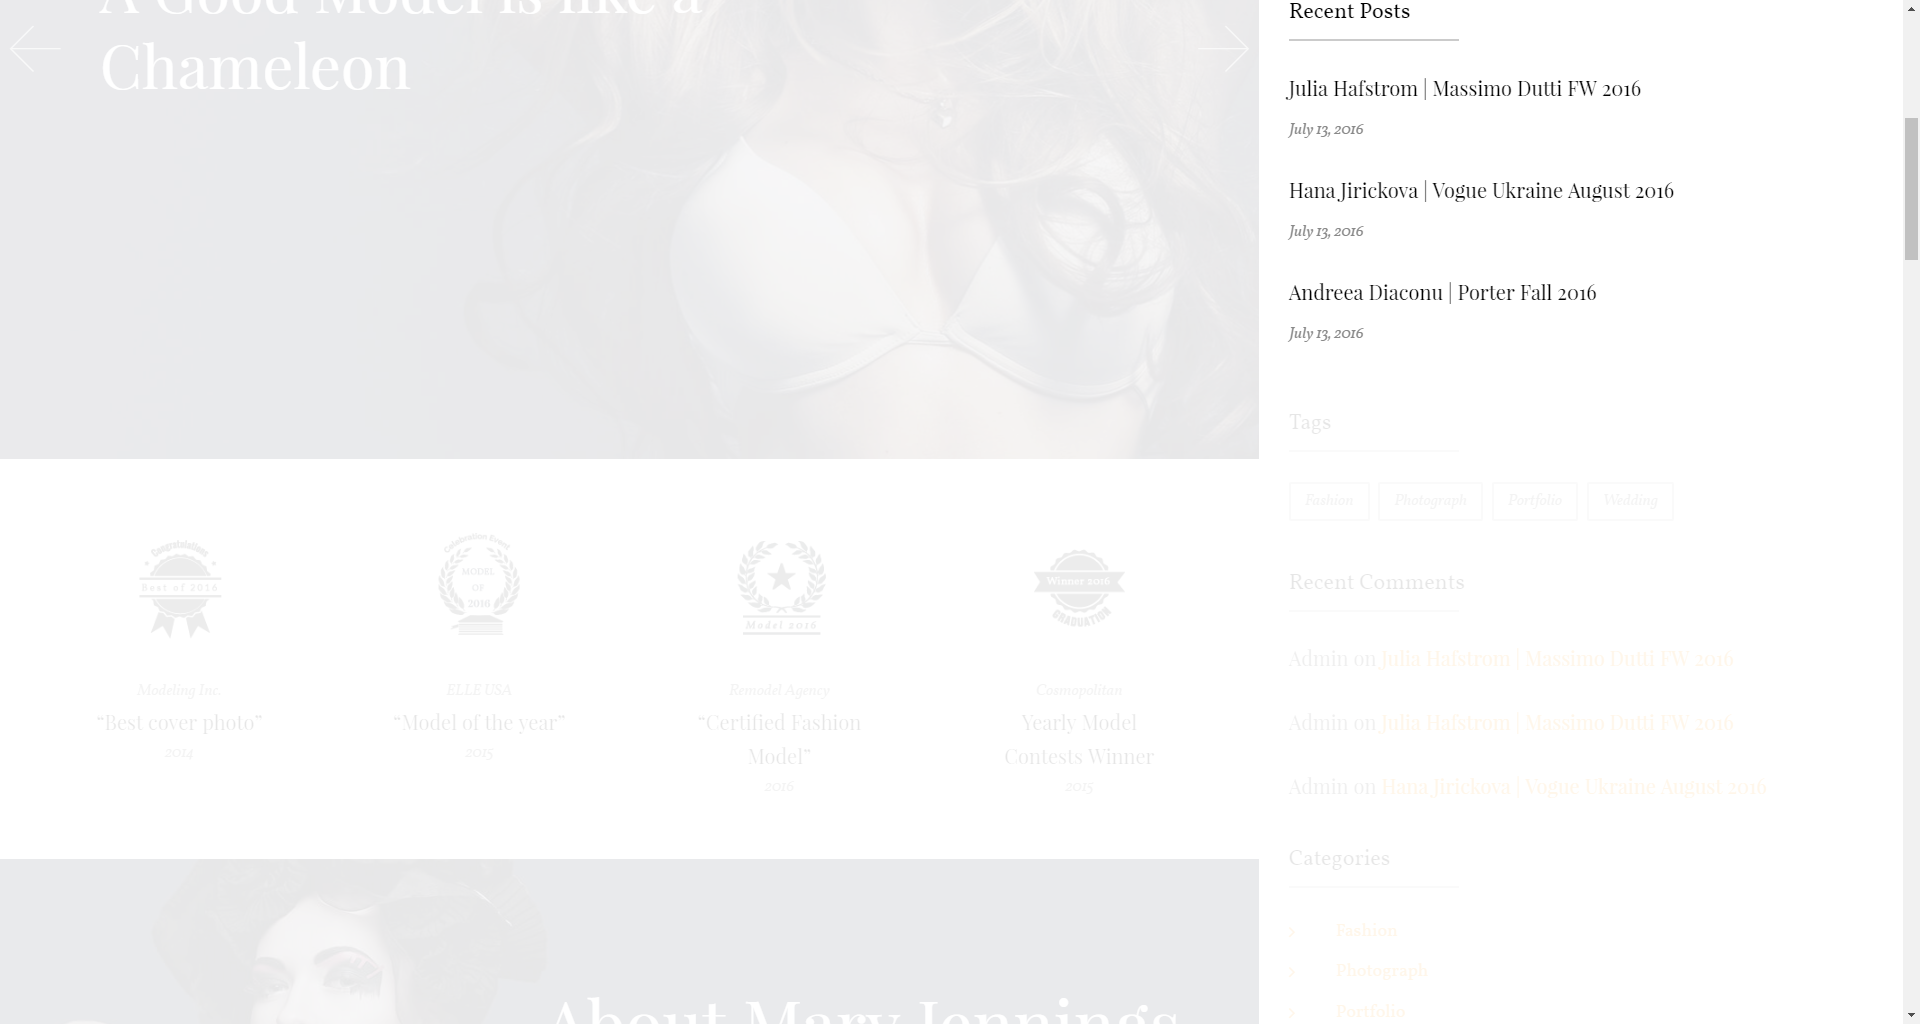 A Good Model is like a
Chameleon
Congratulations
Best of 2016
Modeling Inc.
“Best cover photo”
2014
Celebration Event
MODEL
OF
2016
ELLE USA
“Model of the year”
2015
Model 2016
Remodel Agency
“Certified Fashion
Model”
2016
Winner 2016
GRADUATION
Cosmopolitan
Yearly Model
Contests Winner
2015
About Mary Jennings
Recent Posts
Julia Hafstrom | Massimo Dutti FW 2016
July 13, 2016
Hana Jirickova | Vogue Ukraine August 2016
July 13, 2016
Andreea Diaconu | Porter Fall 2016
July 13, 2016
Tags
Fashion Photograph Portfolio Wedding
Recent Comments
Admin on Julia Hafstrom | Massimo Dutti FW 2016
Admin on Julia Hafstrom | Massimo Dutti FW 2016
Admin on Hana Jirickova | Vogue Ukraine August 2016
Categories
Fashion
Photograph
Portfolio